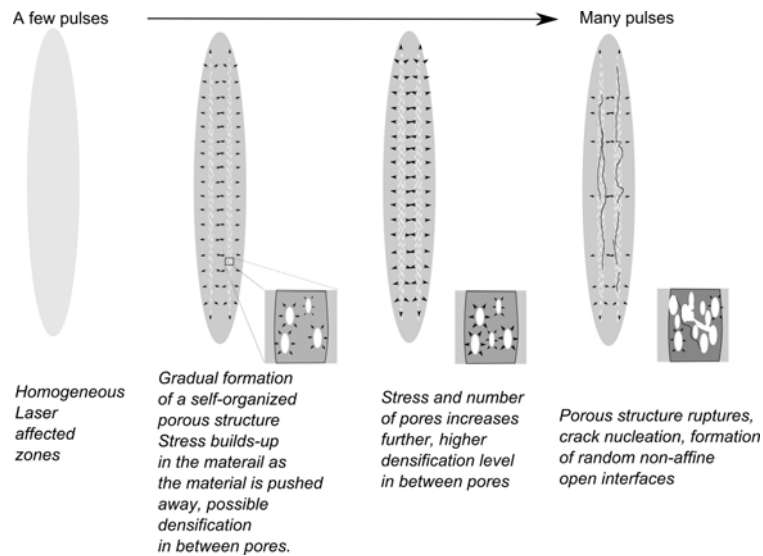 A few pulses
Many pulses
Homogeneous
Laser
affected
zones
Gradual formation
of a self-organized
porous structure
Stress builds-up
in the materail as
the material is pushed
away, possible
densification
in between pores.
Stress and number
of pores increases
further, higher
densification level
in between pores
Porous structure ruptures,
crack nucleation, formation
of random non-affine
open interfaces